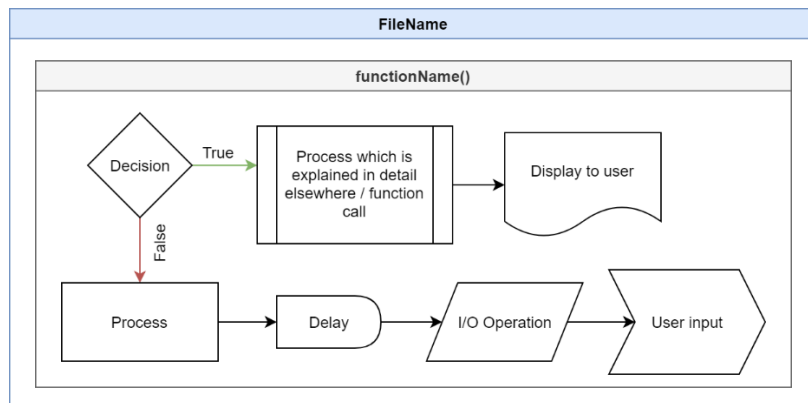 FileName
functionName()
Decision
True
Process which is
explained in detail
elsewhere / function
call
Display to user
False
Process
Delay
I/O Operation
User input